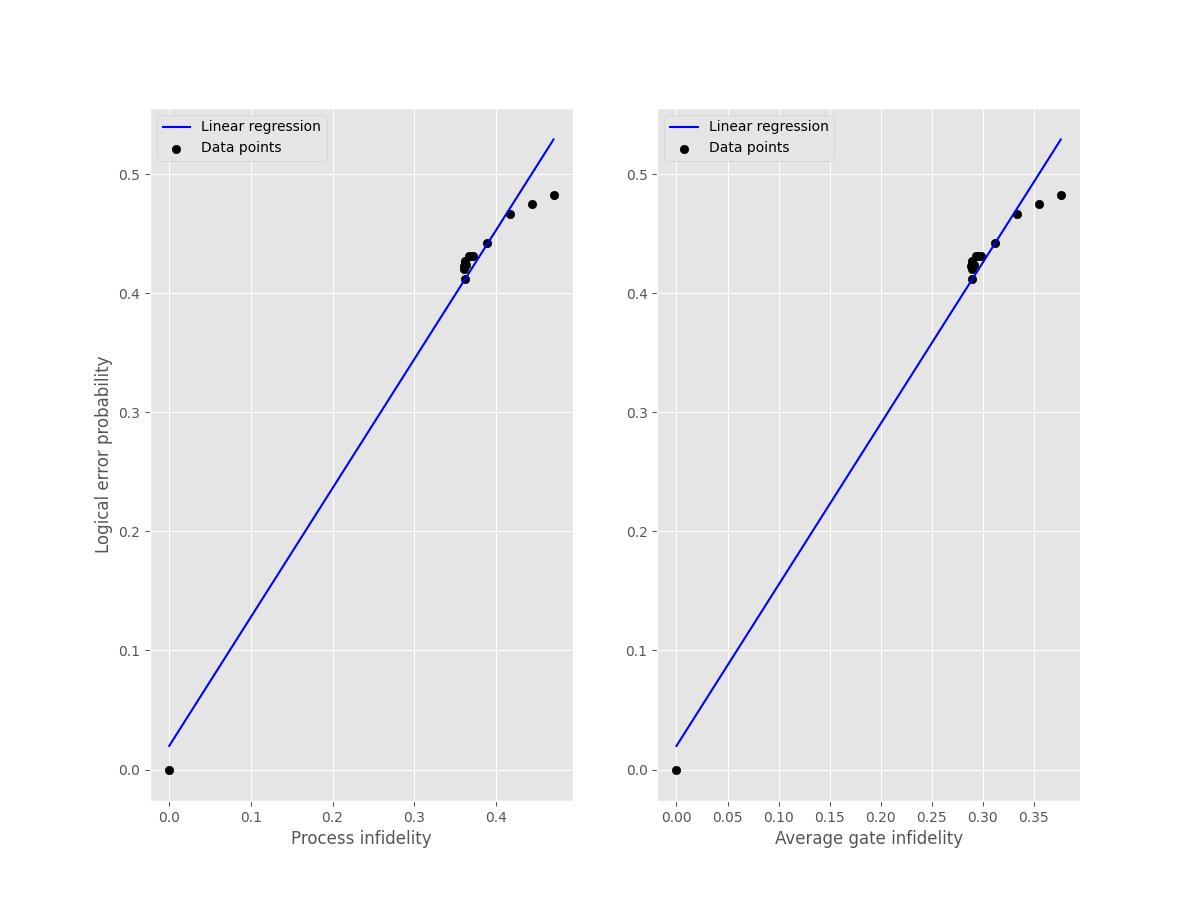 Linear regression
Data points
0.5
0.4
0.3
0.2
0.1
0.0
Logical error probability
0.0 0.1 0.2 0.3 0.4
Process infidelity
Linear regression
Data points
0.5
0.4
0.3
0.2
0.1
0.0
0.00 0.05 0.10 0.15 0.20 0.25 0.30 0.35
Average gate infidelity